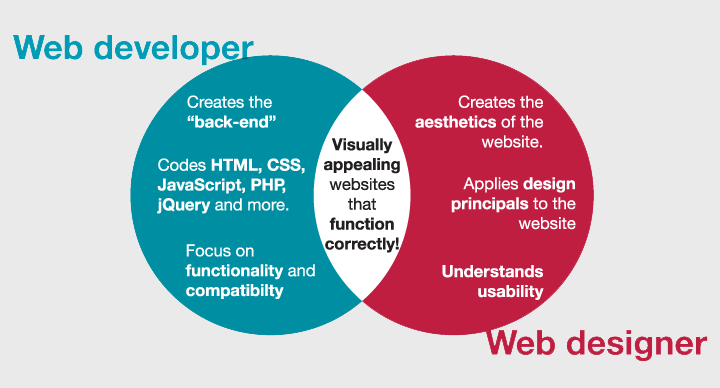 Web developer
Creates the
“back-end”
Codes HTML, CSS,
JavaScript, PHP,
jQuery and more.
Focus on
functionality and
compatibilty
Visually
appealing
websites
that
function
correctly!
Creates the
aesthetics of the
website.
Applies design
principals to the
website
Understands
usability
Web designer